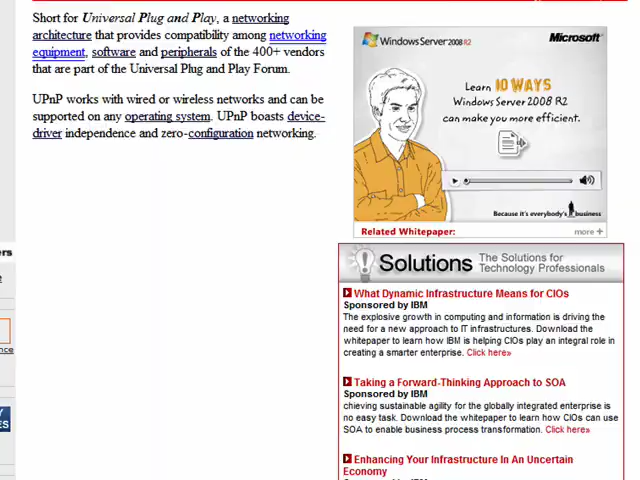 Short for Universal Plug and Play, a networking
architecture that provides compatibility among networking
equipment, software and peripherals of the 400+ vendors
that are part of the Universal Plug and Play Forum.
UPnP works with wired or wireless networks and can be
supported on any operating system. UPnP boasts device-
driver independence and zero-configuration networking.
Windows Server 2008 R2
Microsoft
Learn 10 WAYS
Windows Server 2008 R2
can make you more efficient.
Because it's everybody's business
Related Whitepaper:
more +
Solutions
The Solutions for
Technology Professionals
What Dynamic Infrastructure Means for CIOs
Sponsored by IBM
The explosive growth in computing and information is driving the
need for a new approach to IT infrastructures. Download the
whitepaper to learn how IBM is helping CIOs play an integral role in
creating a smarter enterprise. Click here»
Taking a Forward-Thinking Approach to SOA
Sponsored by IBM
chieving sustainable agility for the globally integrated enterprise is
no easy task. Download the whitepaper to learn how CIOs can use
SOA to enable business process transformation. Click here»
Enhancing Your Infrastructure In An Uncertain
Economy